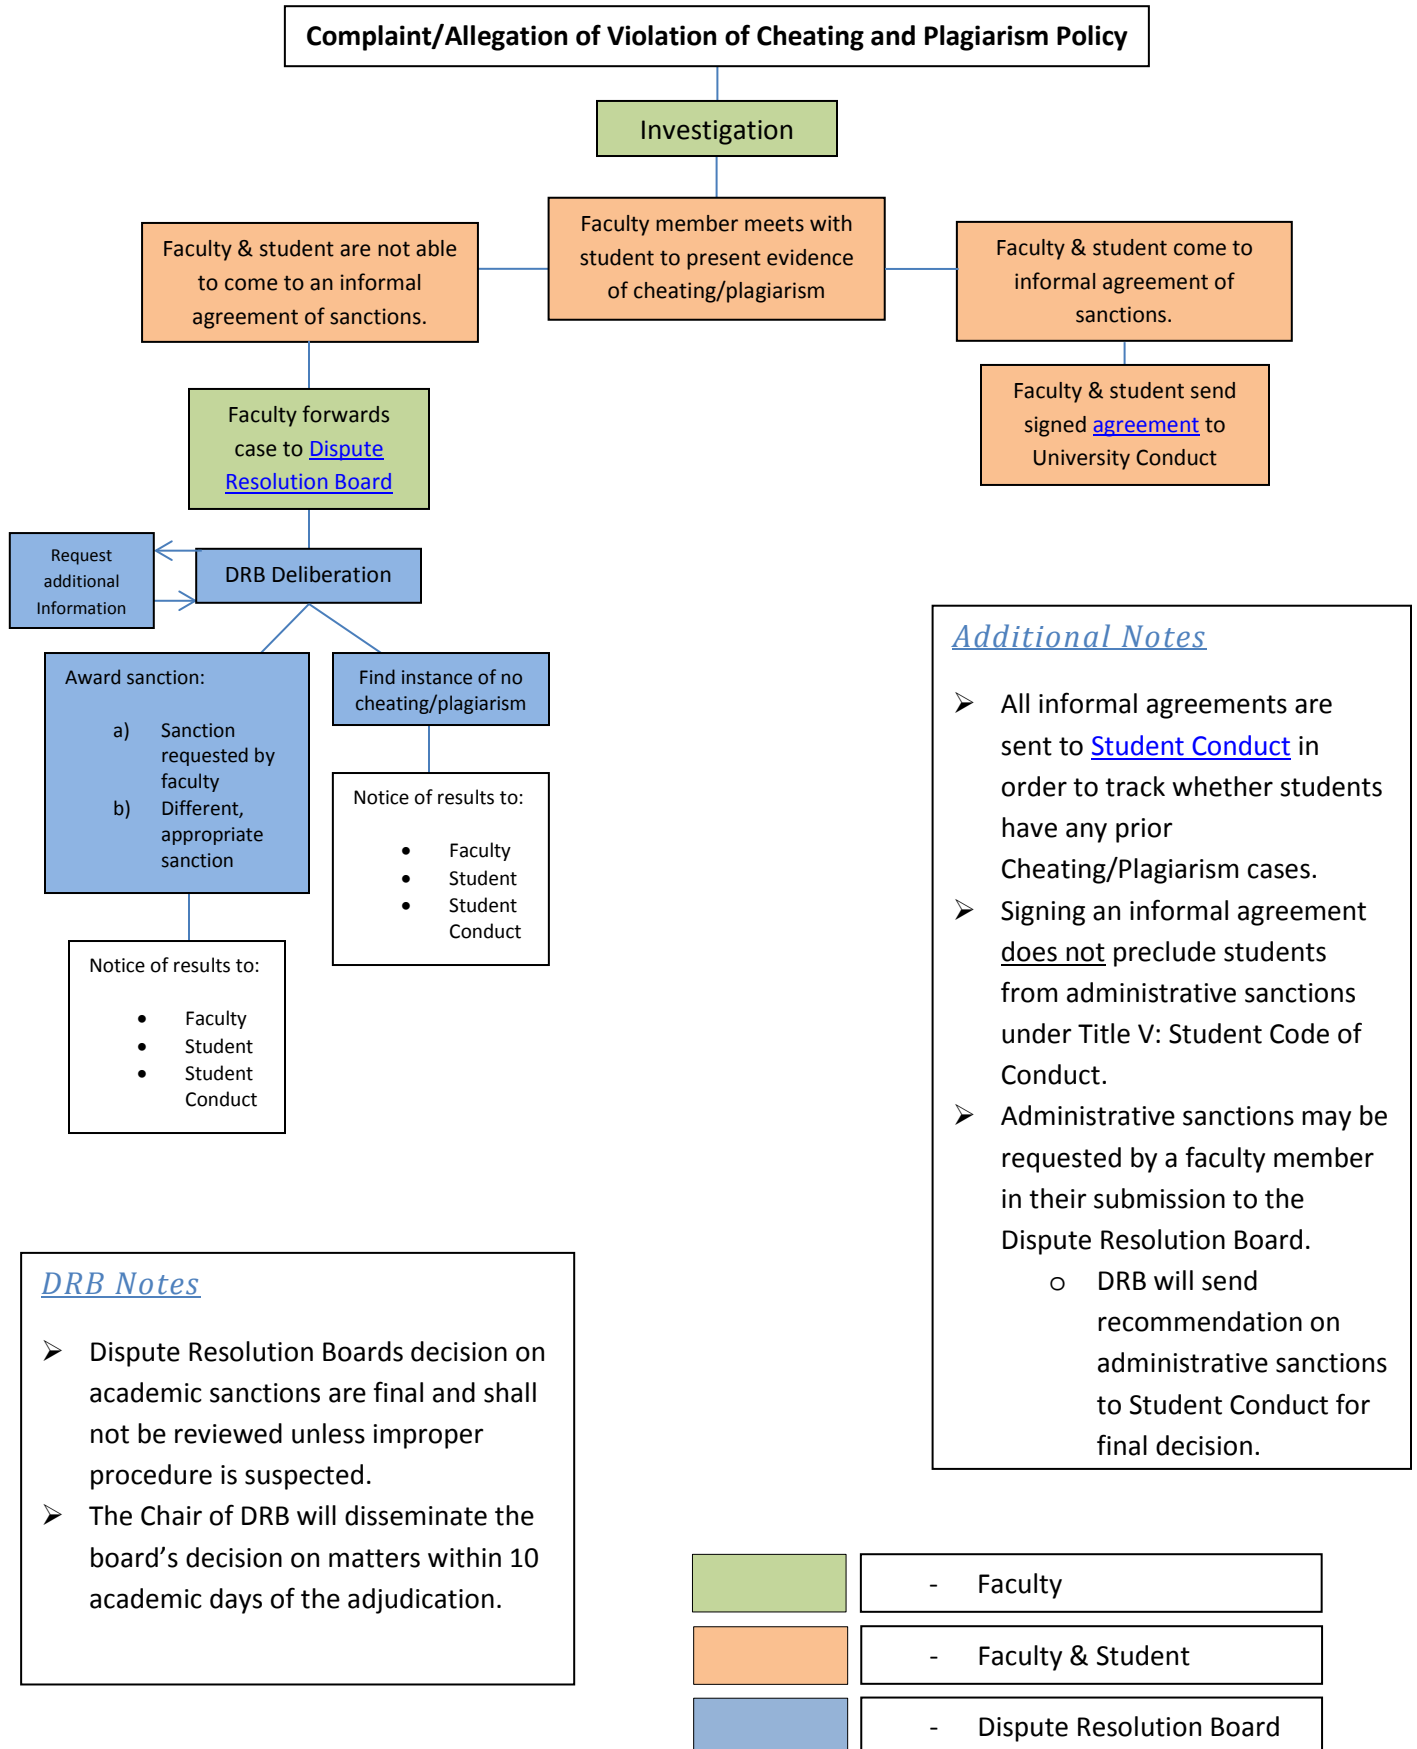 Complaint/Allegation of Violation of Cheating and Plagiarism Policy
Investigation
Faculty member meets with
student to present evidence
of cheating/plagiarism
Faculty & student are not able
to come to an informal
agreement of sanctions.
Faculty & student come to
informal agreement of
sanctions.
Faculty & student send
signed agreement to
University Conduct
Faculty forwards
case to Dispute
Resolution Board
Request
additional
Information
DRB Deliberation
Award sanction:
a) Sanction
requested by
faculty
b) Different,
appropriate
sanction
Find instance of no
cheating/plagiarism
Notice of results to:
• Faculty
• Student
• Student
Conduct
Notice of results to:
• Faculty
• Student
• Student
Conduct
Additional Notes
➢ All informal agreements are
sent to Student Conduct in
order to track whether students
have any prior
Cheating/Plagiarism cases.
➢ Signing an informal agreement
does not preclude students
from administrative sanctions
under Title V: Student Code of
Conduct.
➢ Administrative sanctions may be
requested by a faculty member
in their submission to the
Dispute Resolution Board.
o DRB will send
recommendation on
administrative sanctions
to Student Conduct for
final decision.
DRB Notes
➢ Dispute Resolution Boards decision on
academic sanctions are final and shall
not be reviewed unless improper
procedure is suspected.
➢ The Chair of DRB will disseminate the
board’s decision on matters within 10
academic days of the adjudication.
- Faculty
- Faculty & Student
- Dispute Resolution Board